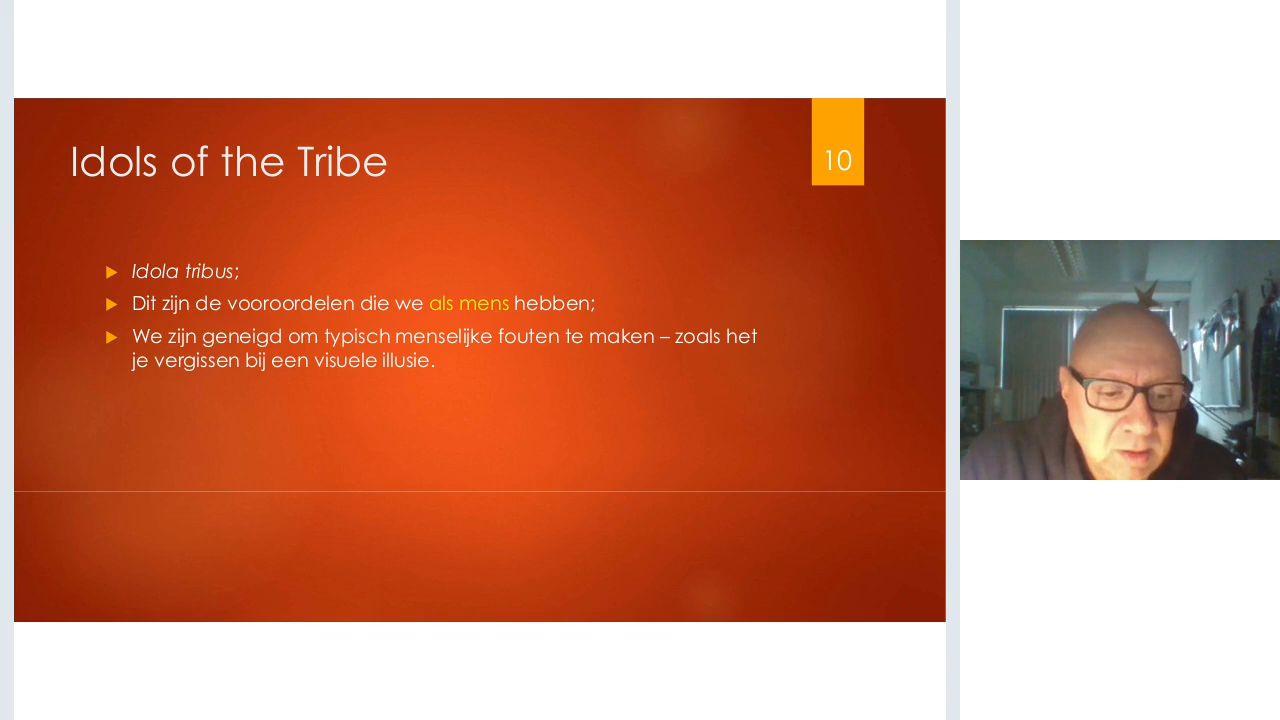 Idols of the Tribe
10
Idola tribus;
Dit zijn de vooroordelen die we als mens hebben;
We zijn geneigd om typisch menselijke fouten te maken – zoals het
je vergissen bij een visuele illusie.